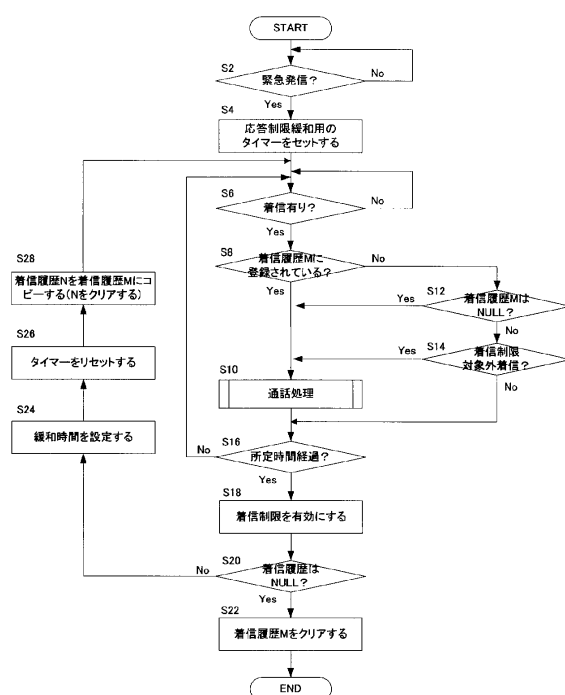 START
S2
緊急発信？
No
Yes
S4
応答制限緩和用の
タイマーをセットする
S6
着信有り？
No
Yes
S8
着信履歴Mに
登録されている？
No
Yes
S12
着信履歴Mは
NULL？
Yes
No
S14
着信制限
対象外着信？
Yes
No
S10
通話処理
S16
所定時間経過？
No
Yes
S18
着信制限を有効にする
S20
着信履歴は
NULL？
No
Yes
S22
着信履歴Mをクリアする
END
S28
着信履歴Nを着信履歴Mにコ
ピーする(Nをクリアする)
S26
タイマーをリセットする
S24
緩和時間を設定する